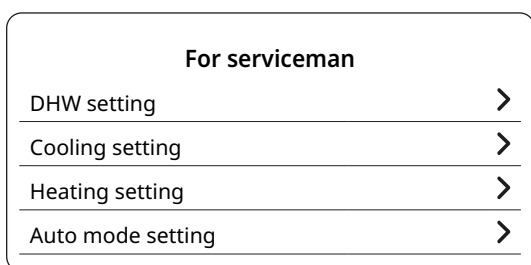 For serviceman
DHW setting
Cooling setting
Heating setting
Auto mode setting